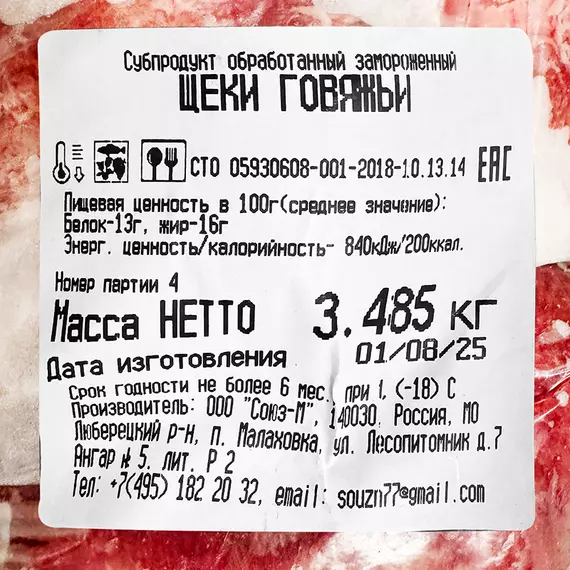 Субпродукт обработанный замороженный
ЩЕКИ ГОВЯЖЬИ
СТО 05930608-001-2018-10.13.14 EAC
Пищевая ценность в 100г(среднее значение):
Белок-13г, жир-16г
Энерг. ценность/калорийность- 840кДж/200ккал.
Номер партии 4
Масса НЕТТО 3.485 кг
Дата изготовления 01/08/25
Срок годности не более 6 мес. при t, (-18) С
Производитель: ООО "Союз-М", 140030, Россия, МО
Люберецкий р-н, п. Малаховка, ул. Лесопитомник д.7
Ангар № 5. лит. Р 2
Тел: +7(495) 182 20 32, email: souzn77@gmail.com